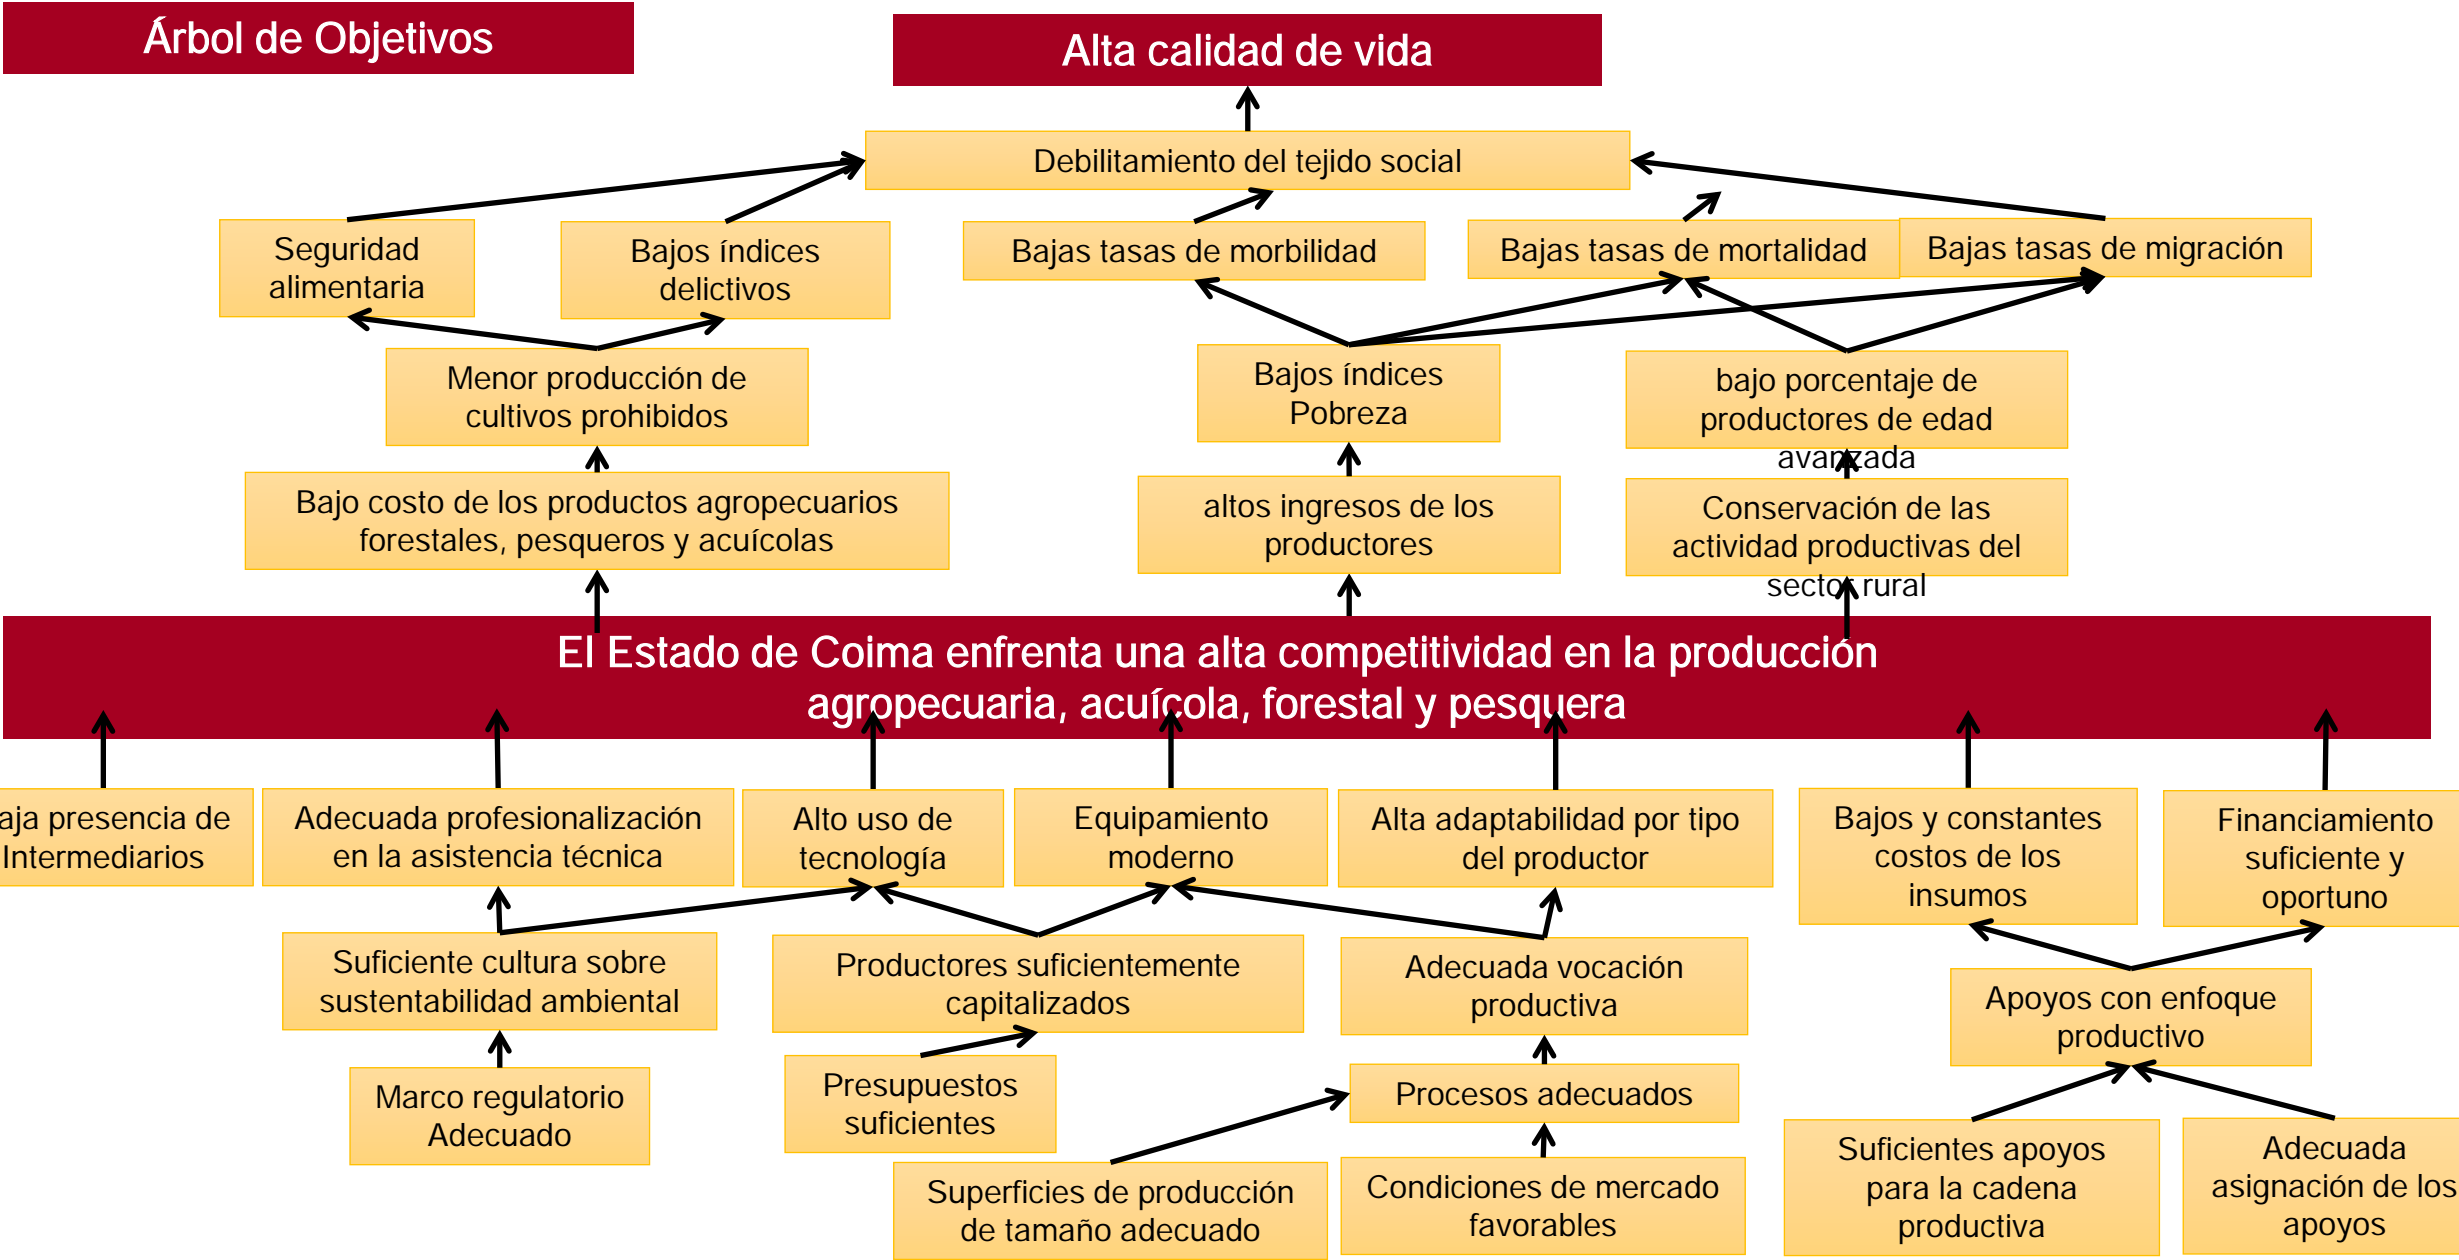 Árbol de Objetivos
Alta calidad de vida
Debilitamiento del tejido social
Seguridad
alimentaria
Bajos índices
delictivos
Bajas tasas de morbilidad
Bajas tasas de mortalidad
Bajas tasas de migración
Menor producción de
cultivos prohibidos
Bajos índices
Pobreza
bajo porcentaje de
productores de edad
avanzada
Bajo costo de los productos agropecuarios
forestales, pesqueros y acuícolas
altos ingresos de los
productores
Conservación de las
actividad productivas del
sector rural
El Estado de Coima enfrenta una alta competitividad en la producción
agropecuaria, acuícola, forestal y pesquera
aja presencia de
Intermediarios
Adecuada profesionalización
en la asistencia técnica
Alto uso de
tecnología
Equipamiento
moderno
Alta adaptabilidad por tipo
del productor
Bajos y constantes
costos de los
insumos
Financiamiento
suficiente y
oportuno
Suficiente cultura sobre
sustentabilidad ambiental
Productores suficientemente
capitalizados
Adecuada vocación
productiva
Apoyos con enfoque
productivo
Marco regulatorio
Adecuado
Presupuestos
suficientes
Procesos adecuados
Superficies de producción
de tamaño adecuado
Condiciones de mercado
favorables
Suficientes apoyos
para la cadena
productiva
Adecuada
asignación de los
apoyos